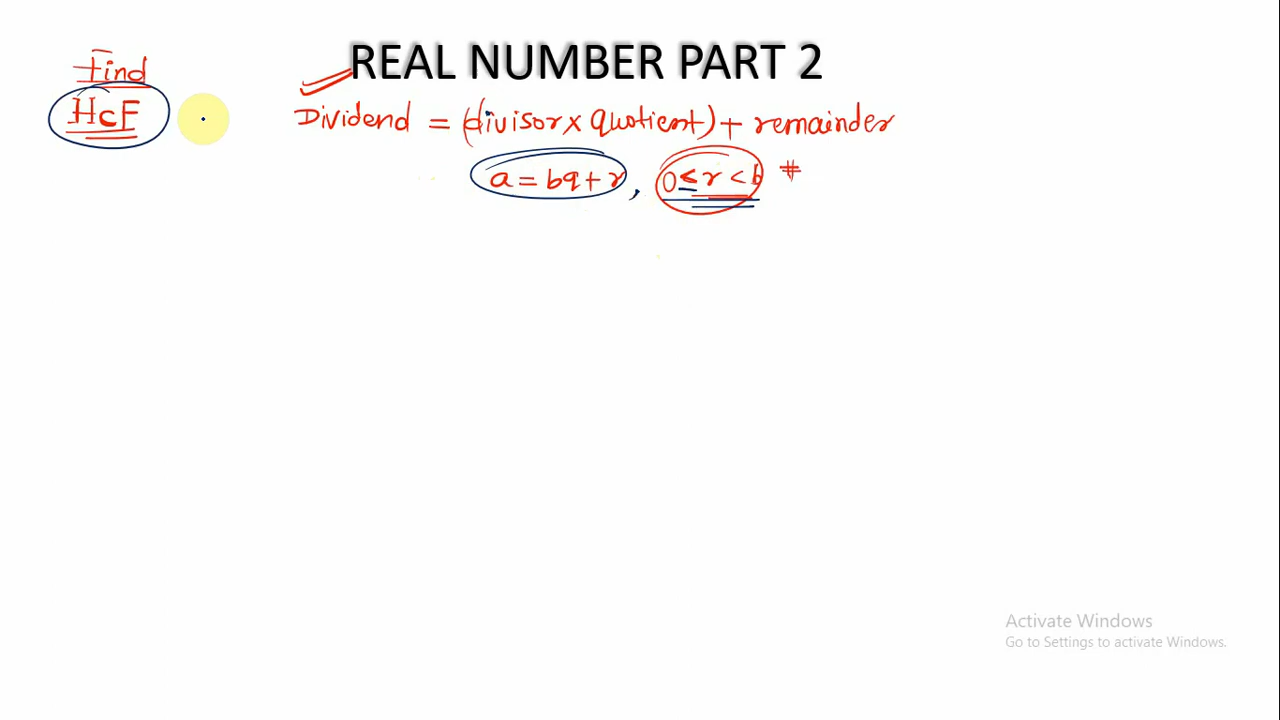 REAL NUMBER PART 2
Find
HCF
Dividend = (divisor × quotient) + remainder
a = bq + r , 0 ≤ r < b #
Activate Windows
Go to Settings to activate Windows.